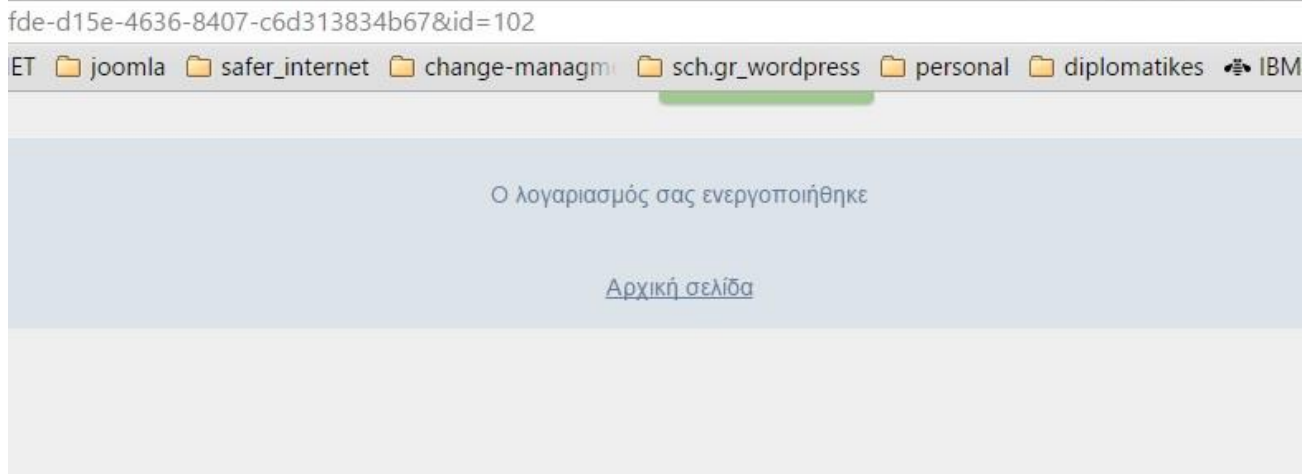 fde-d15e-4636-8407-c6d313834b67&id=102
ET joomla safer_internet change-managm sch.gr_wordpress personal diplomatikes IBM
Ο λογαριασμός σας ενεργοποιήθηκε
Αρχική σελίδα